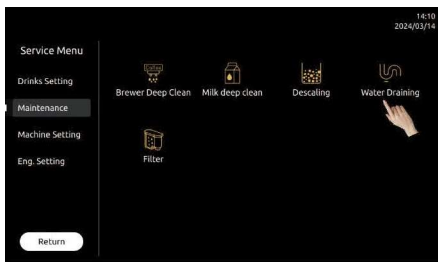 14:10
2024/03/14
Service Menu
Drinks Setting
Maintenance
Machine Setting
Eng. Setting
Return
Brewer Deep Clean
Milk deep clean
Descaling
Water Draining
Filter